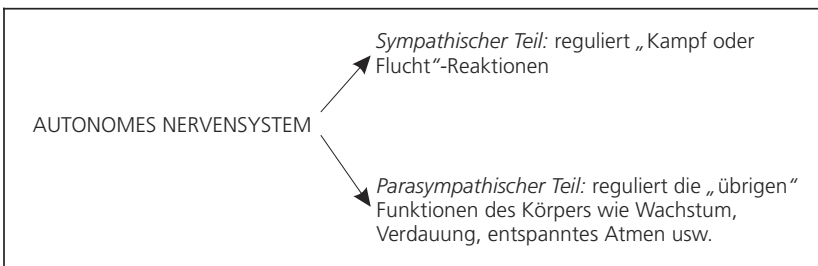 Sympathischer Teil: reguliert „Kampf oder
Flucht"-Reaktionen
AUTONOMES NERVENSYSTEM
Parasympathischer Teil: reguliert die „übrigen"
Funktionen des Körpers wie Wachstum,
Verdauung, entspanntes Atmen usw.